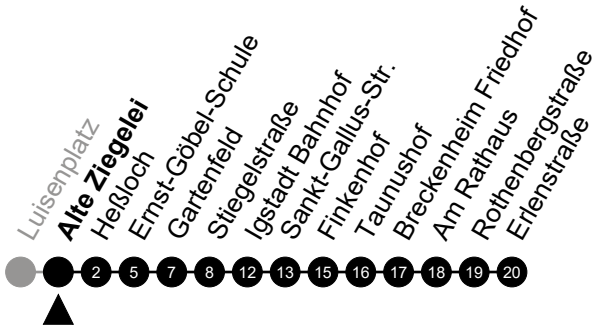 Luisenplatz
Alte Ziegelei
Heßloch
Ernst-Göbel-Schule
Gartenfeld
Stiegelstraße
Igstadt Bahnhof
Sankt-Gallus-Str.
Finkenhof
Taunushof
Breckenheim Friedhof
Am Rathaus
Rothenbergstraße
Erlenstraße
2 5 7 8 12 13 15 16 17 18 19 20